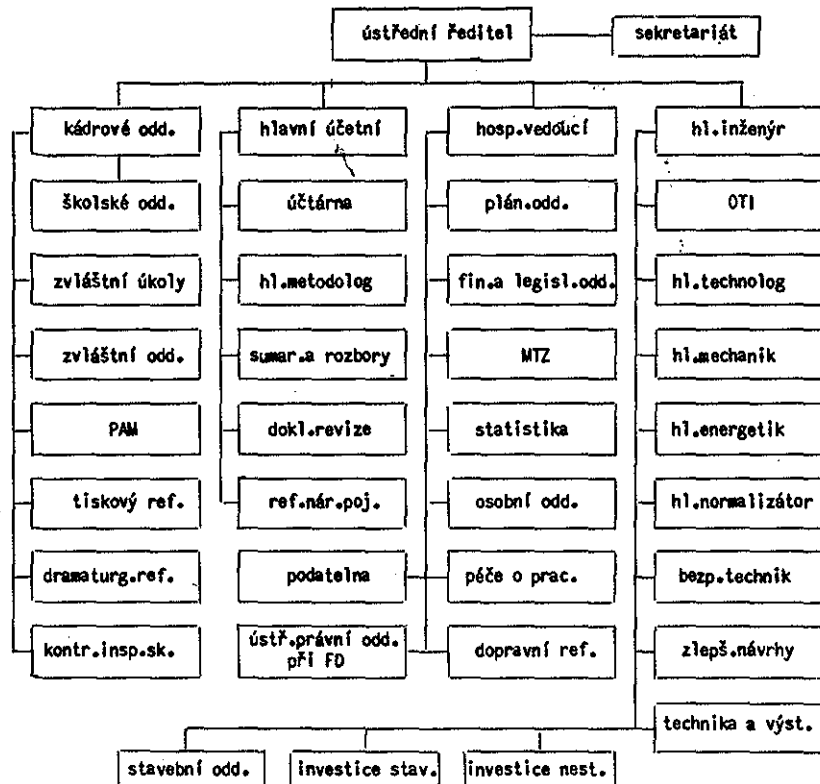 ústřední ředitel
sekretariát
kádrové odd.
hlavní účetní
hosp.vedoucí
hl.inženýr
školské odd.
účtárna
plán.odd.
OTI
zvláštní úkoly
hl.metodolog
fin.a legisl.odd.
hl.technolog
zvláštní odd.
sumar.a rozbory
MTZ
hl.mechanik
PAM
dokl.revize
statistika
hl.energetik
tiskový ref.
ref.nár.poj.
osobní odd.
hl.normalizátor
dramaturg.ref.
podatelna
péče o prac.
bezp.technik
kontr.insp.sk.
ústř.právní odd.
při FD
dopravní ref.
zlepš.návrhy
technika a výst.
stavební odd.
investice stav.
investice nest.